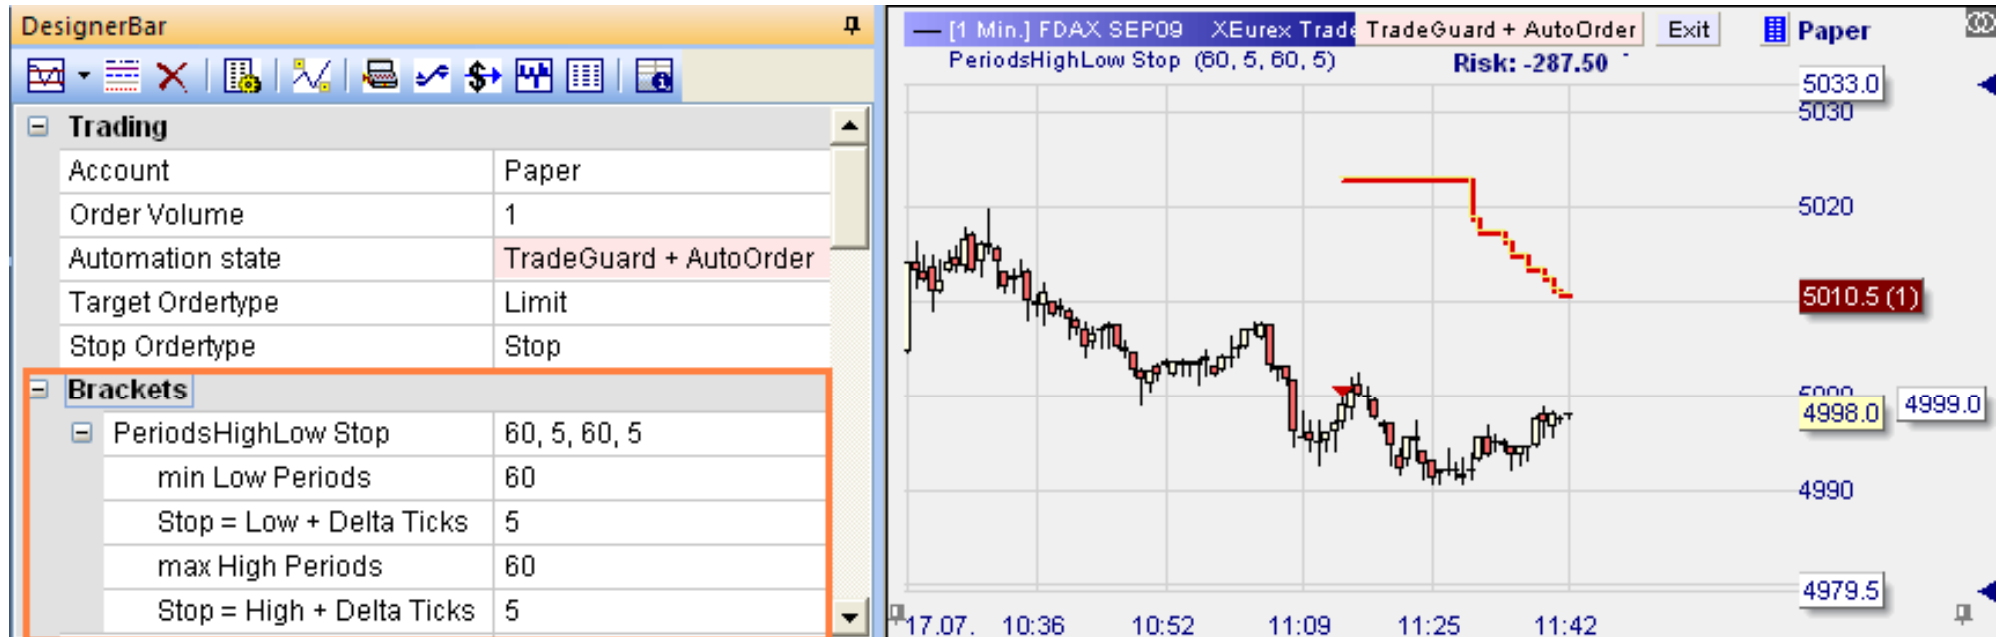 DesignerBar
Trading
Account Paper
Order Volume 1
Automation state TradeGuard + AutoOrder
Target Ordertype Limit
Stop Ordertype Stop
Brackets
PeriodsHighLow Stop 60, 5, 60, 5
min Low Periods 60
Stop = Low + Delta Ticks 5
max High Periods 60
Stop = High + Delta Ticks 5
[1 Min.] FDAX SEP09 XEurex Trade TradeGuard + AutoOrder Exit Paper
PeriodsHighLow Stop (60, 5, 60, 5) Risk: -287.50
5033.0
5030
5020
5010.5 (1)
5000
4998.0 4999.0
4990
4979.5
17.07. 10:36 10:52 11:09 11:25 11:42